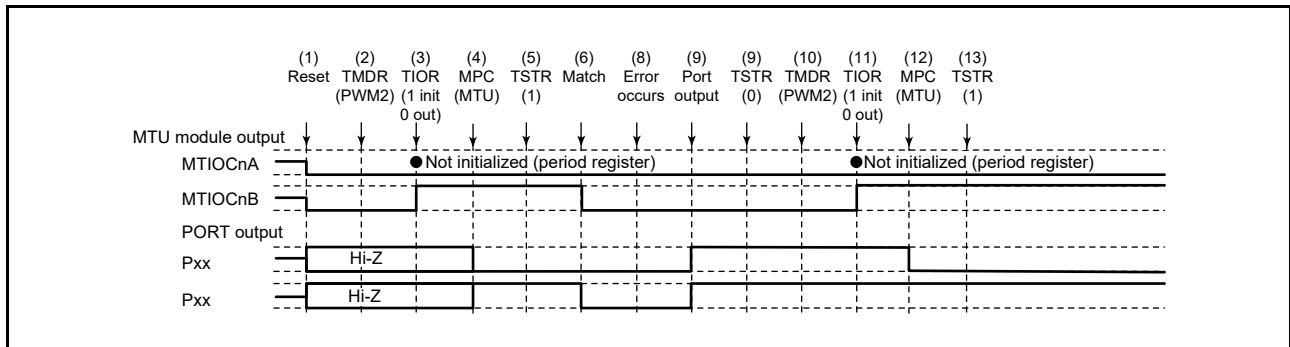 (1) (2) (3) (4) (5) (6) (8) (9) (9) (10) (11) (12) (13)
Reset TMDR TIOR MPC TSTR Match Error Port TSTR TMDR TIOR MPC TSTR
(PWM2) (1 init (MTU) (1) occurs output (0) (PWM2) (1 init (MTU) (1)
0 out) 0 out)
MTU module output
MTIOCnA ●Not initialized (period register) ●Not initialized (period register)
MTIOCnB
PORT output
Pxx Hi-Z
Pxx Hi-Z